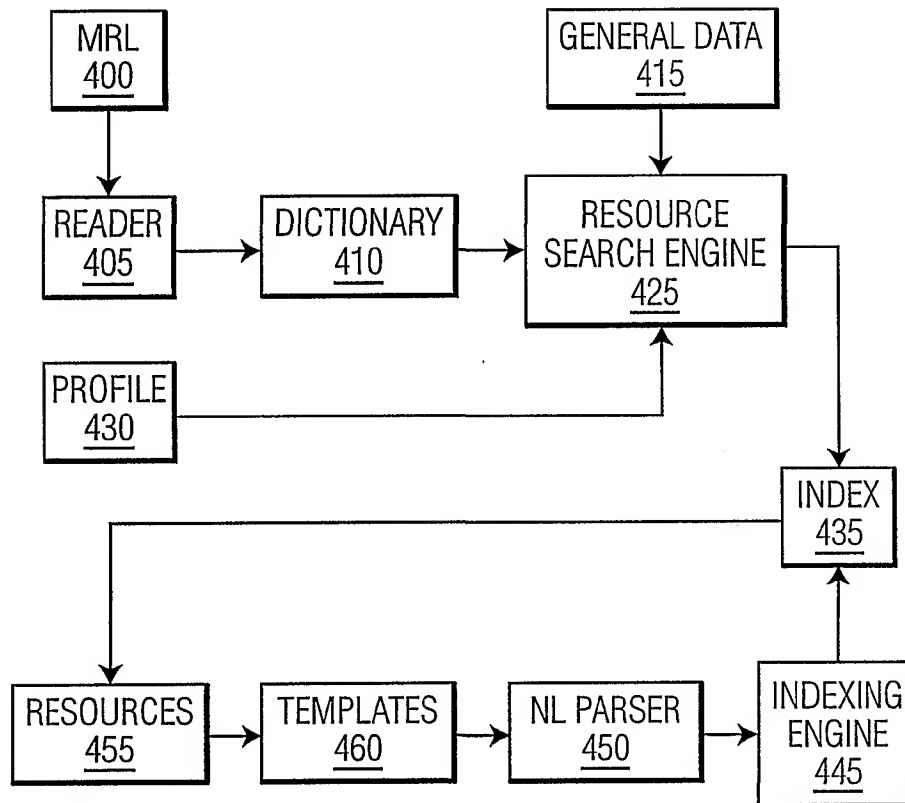 MRL
400
GENERAL DATA
415
READER
405
DICTIONARY
410
RESOURCE
SEARCH ENGINE
425
PROFILE
430
INDEX
435
RESOURCES
455
TEMPLATES
460
NL PARSER
450
INDEXING
ENGINE
445